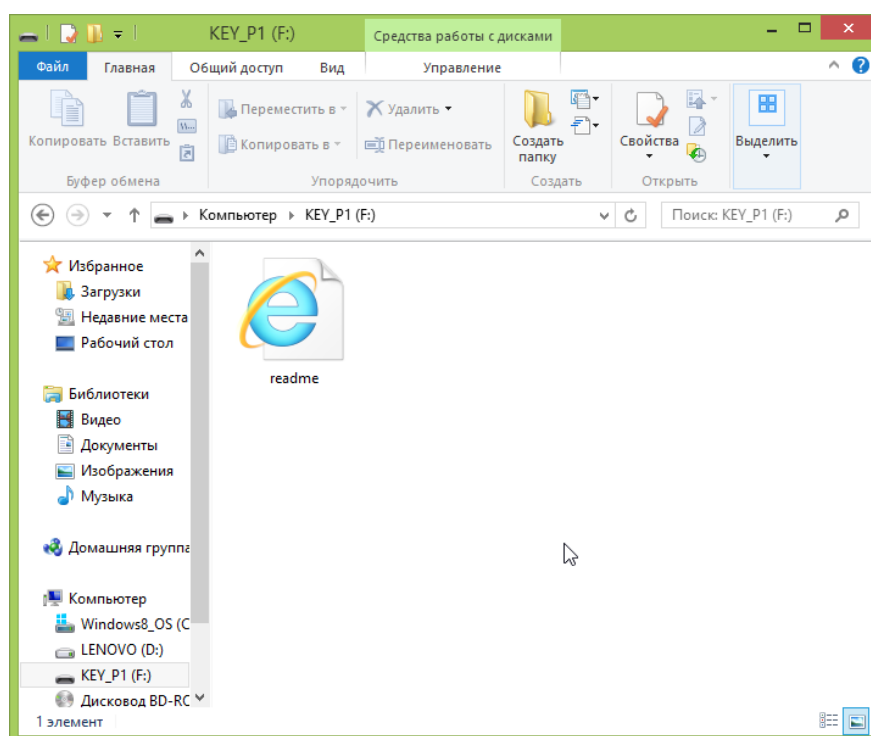 KEY_P1 (F:)
Средства работы с дисками
Файл
Главная
Общий доступ
Вид
Управление
Копировать
Вставить
Переместить в
Копировать в
Удалить
Переименовать
Создать
папку
Свойства
Выделить
Буфер обмена
Упорядочить
Создать
Открыть
Компьютер
KEY_P1 (F:)
Поиск: KEY_P1 (F:)
Избранное
Загрузки
Недавние места
Рабочий стол
Библиотеки
Видео
Документы
Изображения
Музыка
Домашняя группа
Компьютер
Windows8_OS (C
LENOVO (D:)
KEY_P1 (F:)
Дисковод BD-RC
readme
1 элемент